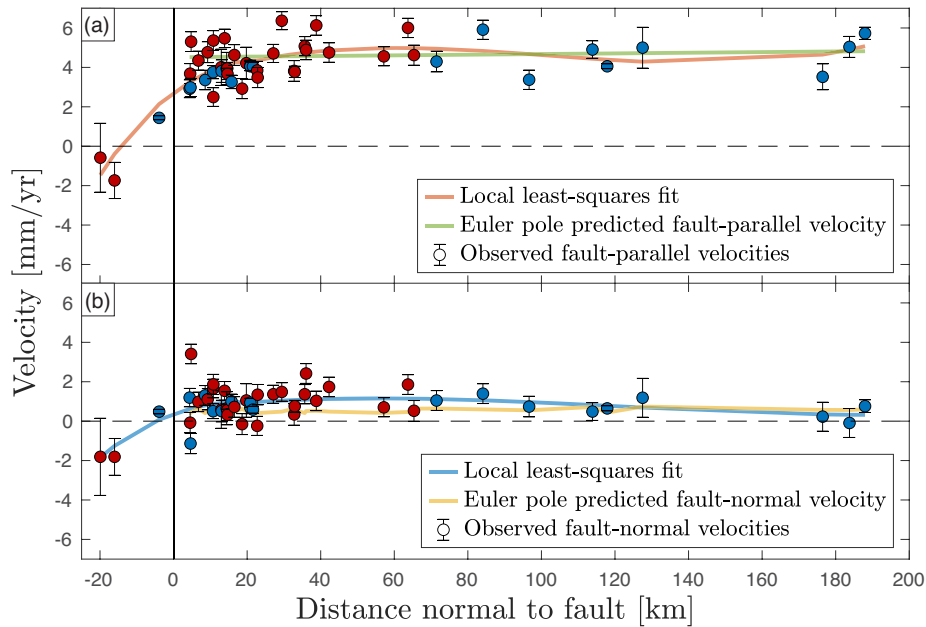 (a)
6
4
2
0
-2
-4
-6
Local least-squares fit
Euler pole predicted fault-parallel velocity
Observed fault-parallel velocities
Velocity [mm/yr]
(b)
6
4
2
0
-2
-4
-6
Local least-squares fit
Euler pole predicted fault-normal velocity
Observed fault-normal velocities
-20 0 20 40 60 80 100 120 140 160 180 200
Distance normal to fault [km]